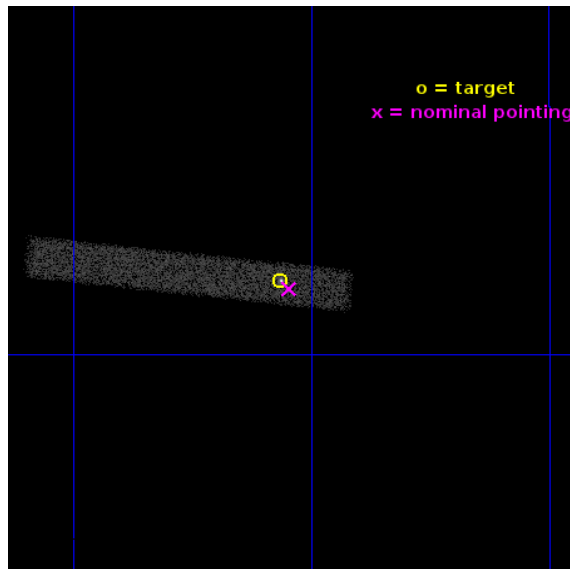 o = target
x = nominal pointing